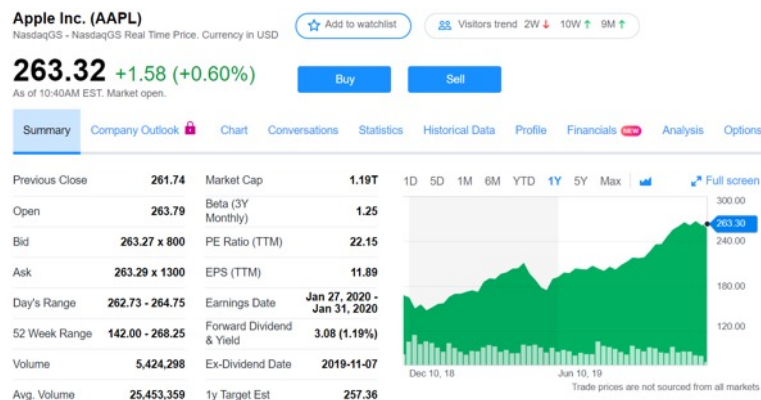 Apple Inc. (AAPL)
NasdaqGS - NasdaqGS Real Time Price. Currency in USD
Add to watchlist
Visitors trend 2W ↓ 10W ↑ 9M ↑
263.32 +1.58 (+0.60%)
As of 10:40AM EST. Market open.
Buy
Sell
Summary Company Outlook Chart Conversations Statistics Historical Data Profile Financials NEW Analysis Options
Previous Close 261.74
Open 263.79
Bid 263.27 x 800
Ask 263.29 x 1300
Day's Range 262.73 - 264.75
52 Week Range 142.00 - 268.25
Volume 5,424,298
Avg. Volume 25,453,359
Market Cap 1.19T
Beta (3Y
Monthly) 1.25
PE Ratio (TTM) 22.15
EPS (TTM) 11.89
Earnings Date Jan 27, 2020 -
Jan 31, 2020
Forward Dividend
& Yield 3.08 (1.19%)
Ex-Dividend Date 2019-11-07
1y Target Est 257.36
1D 5D 1M 6M YTD 1Y 5Y Max
Full screen
300.00
263.30
240.00
180.00
120.00
Dec 10, 18 Jun 10, 19
Trade prices are not sourced from all markets